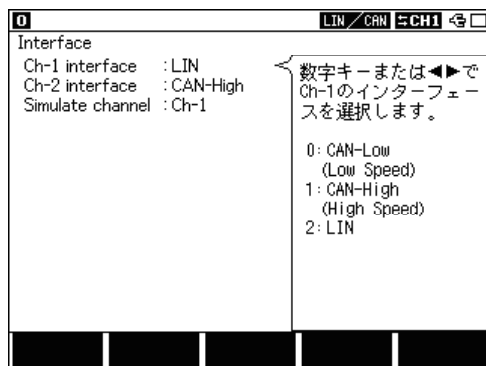 0
LIN/CAN ⇆CH1
Interface
Ch-1 interface :LIN
Ch-2 interface :CAN-High
Simulate channel :Ch-1
数字キーまたは◀▶で
Ch-1のインターフェー
スを選択します。
0: CAN-Low
(Low Speed)
1: CAN-High
(High Speed)
2: LIN